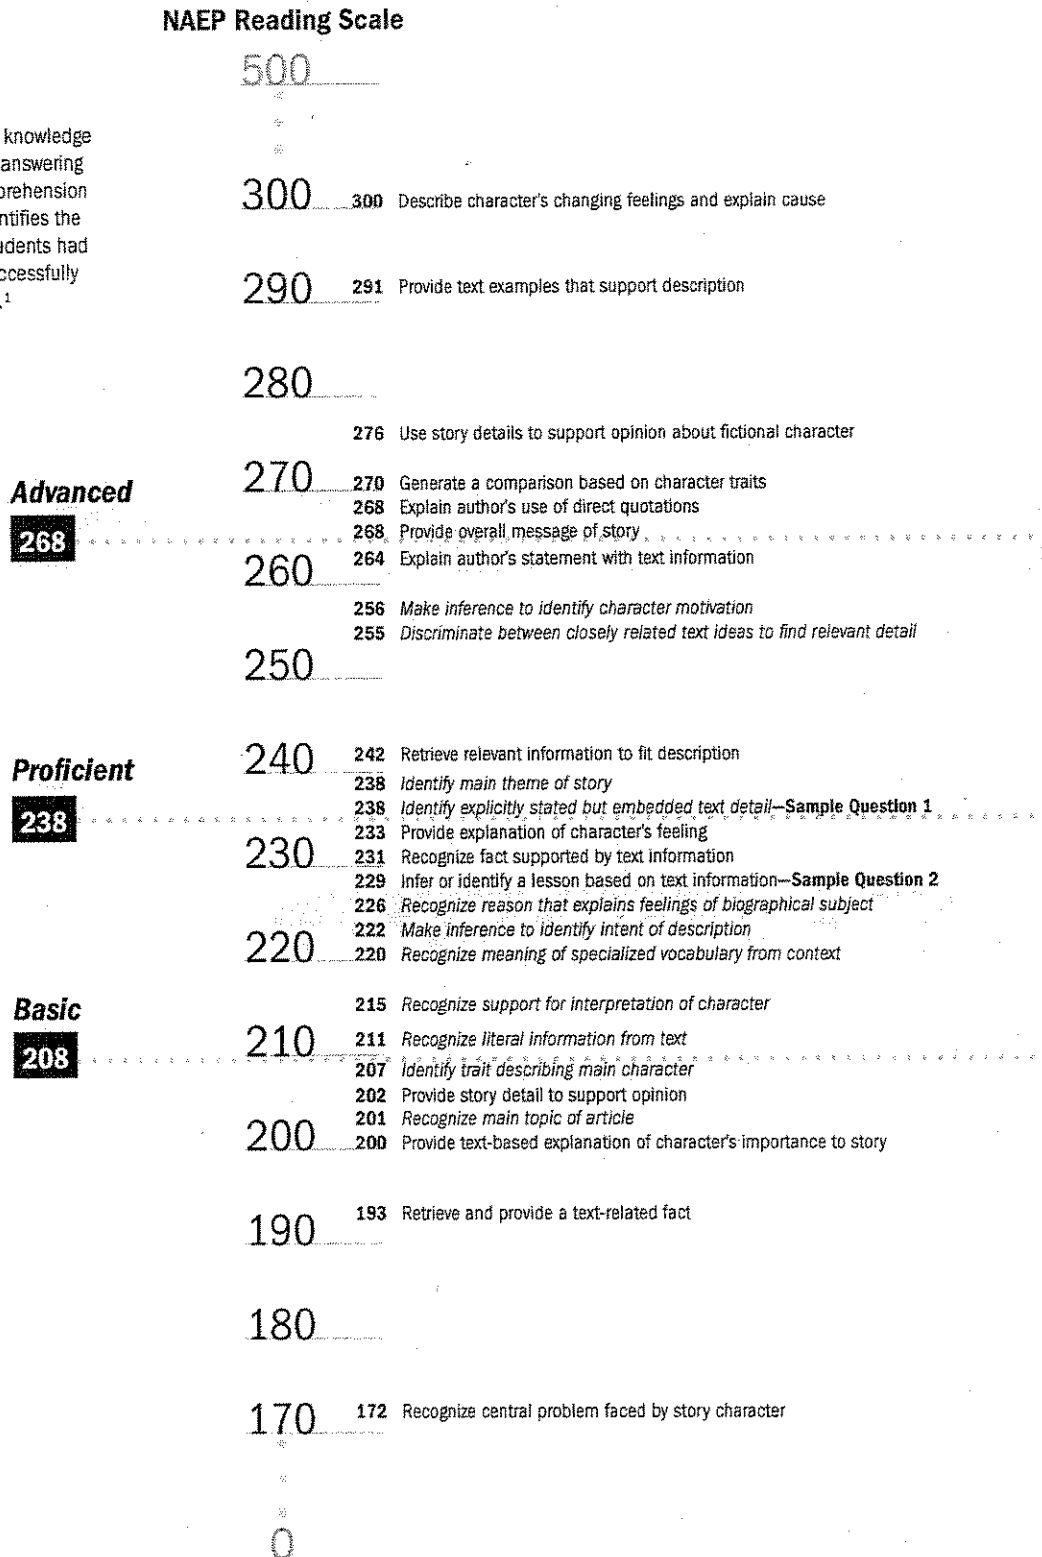 NAEP Reading Scale
500
knowledge
answering
prehension
ntifies the
udents had
ccessfully
.1
300 300 Describe character's changing feelings and explain cause
290 291 Provide text examples that support description
280
276 Use story details to support opinion about fictional character
270 270 Generate a comparison based on character traits
Advanced
268 Explain author's use of direct quotations
268 268 Provide overall message of story
260 264 Explain author's statement with text information
256 Make inference to identify character motivation
255 Discriminate between closely related text ideas to find relevant detail
250
240 242 Retrieve relevant information to fit description
Proficient
238 Identify main theme of story
238 238 Identify explicitly stated but embedded text detail—Sample Question 1
233 Provide explanation of character's feeling
230 231 Recognize fact supported by text information
229 Infer or identify a lesson based on text information—Sample Question 2
226 Recognize reason that explains feelings of biographical subject
222 Make inference to identify intent of description
220 220 Recognize meaning of specialized vocabulary from context
Basic
215 Recognize support for interpretation of character
210 211 Recognize literal information from text
208
207 Identify trait describing main character
202 Provide story detail to support opinion
201 Recognize main topic of article
200 200 Provide text-based explanation of character's importance to story
190 193 Retrieve and provide a text-related fact
180
170 172 Recognize central problem faced by story character
0